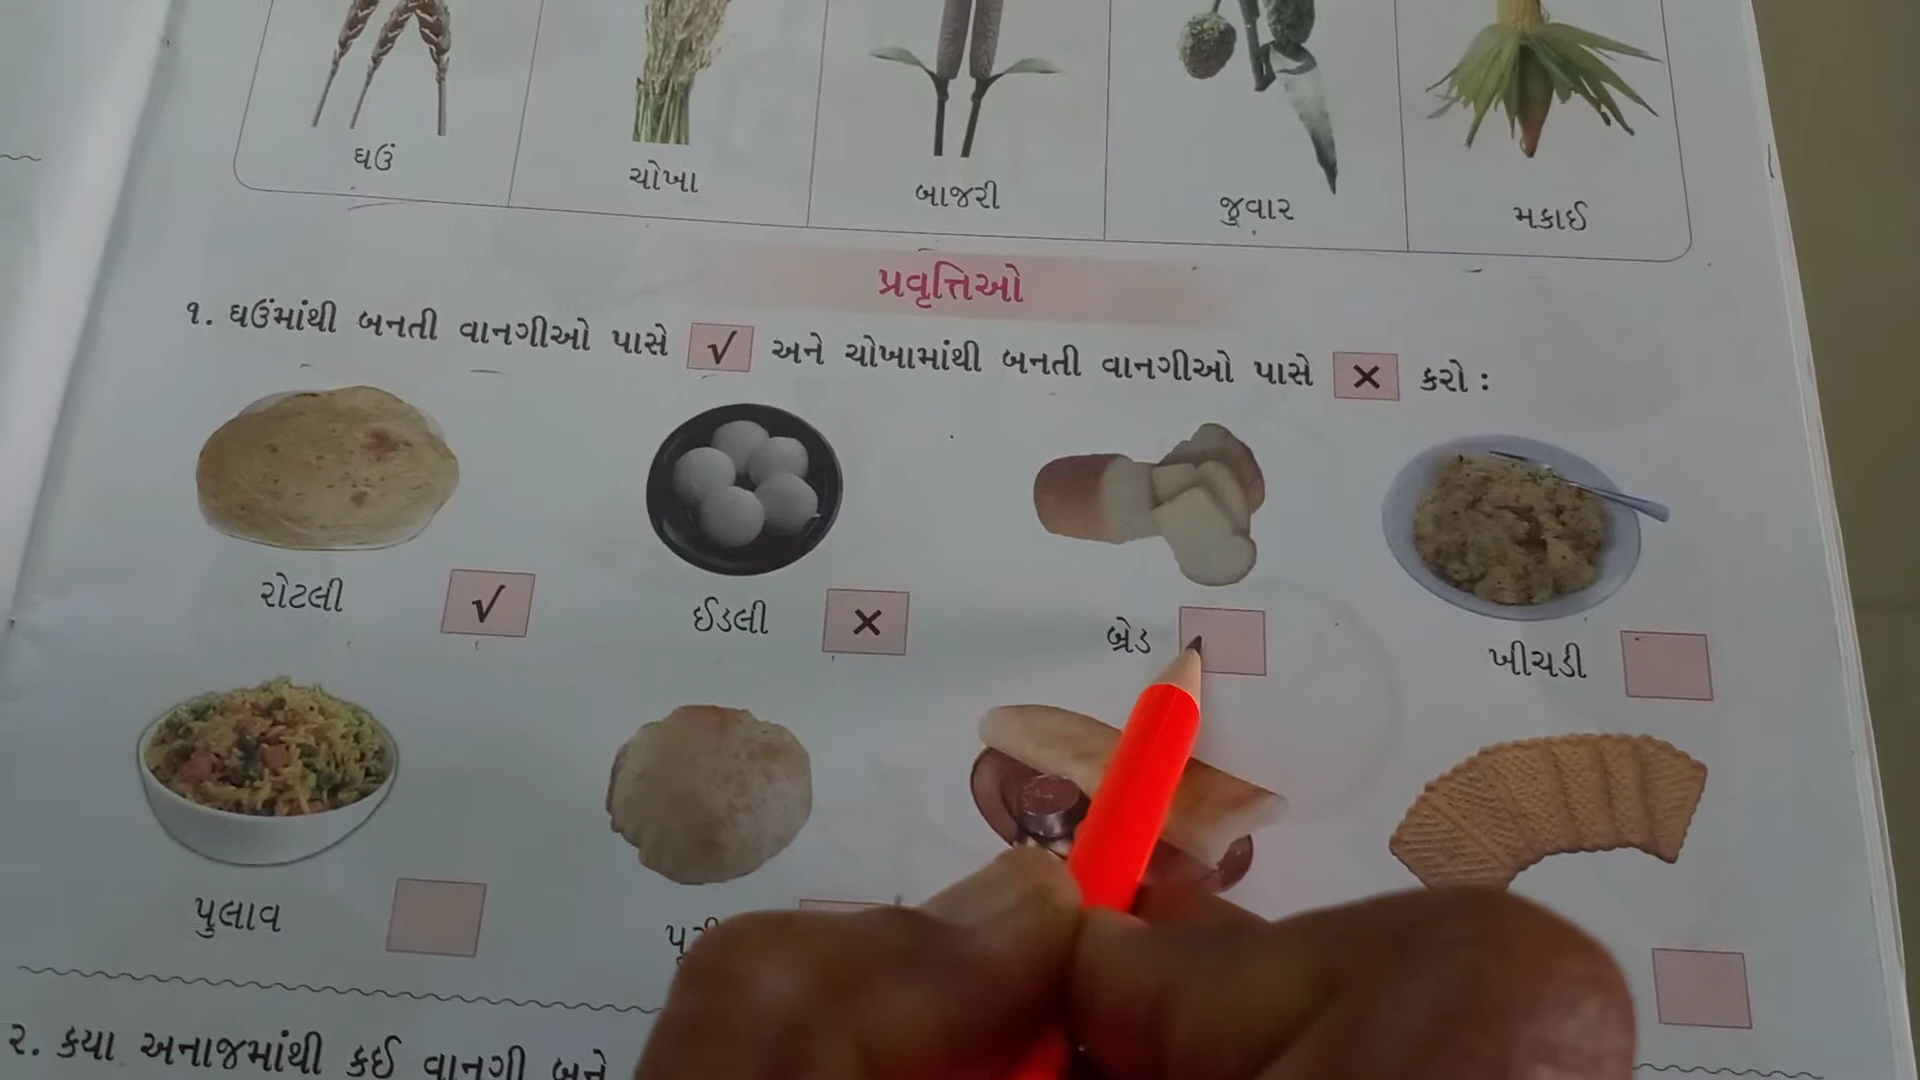 ઘઉં ચોખા બાજરી જુવાર મકાઈ
પ્રવૃત્તિઓ
૧. ઘઉંમાંથી બનતી વાનગીઓ પાસે √ અને ચોખામાંથી બનતી વાનગીઓ પાસે × કરો :
રોટલી √ ઈડલી × બ્રેડ ખીચડી
પુલાવ
૨. કયા અનાજમાંથી કઈ વાનગી બને